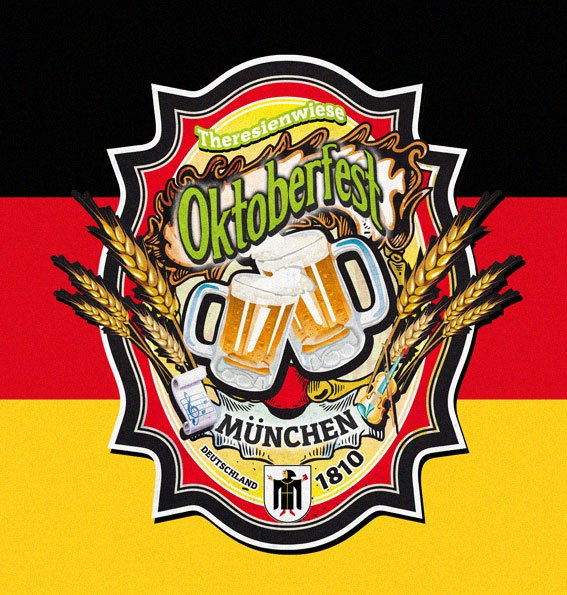 Theresienwiese
Oktoberfest
MÜNCHEN
DEUTSCHLAND
1810